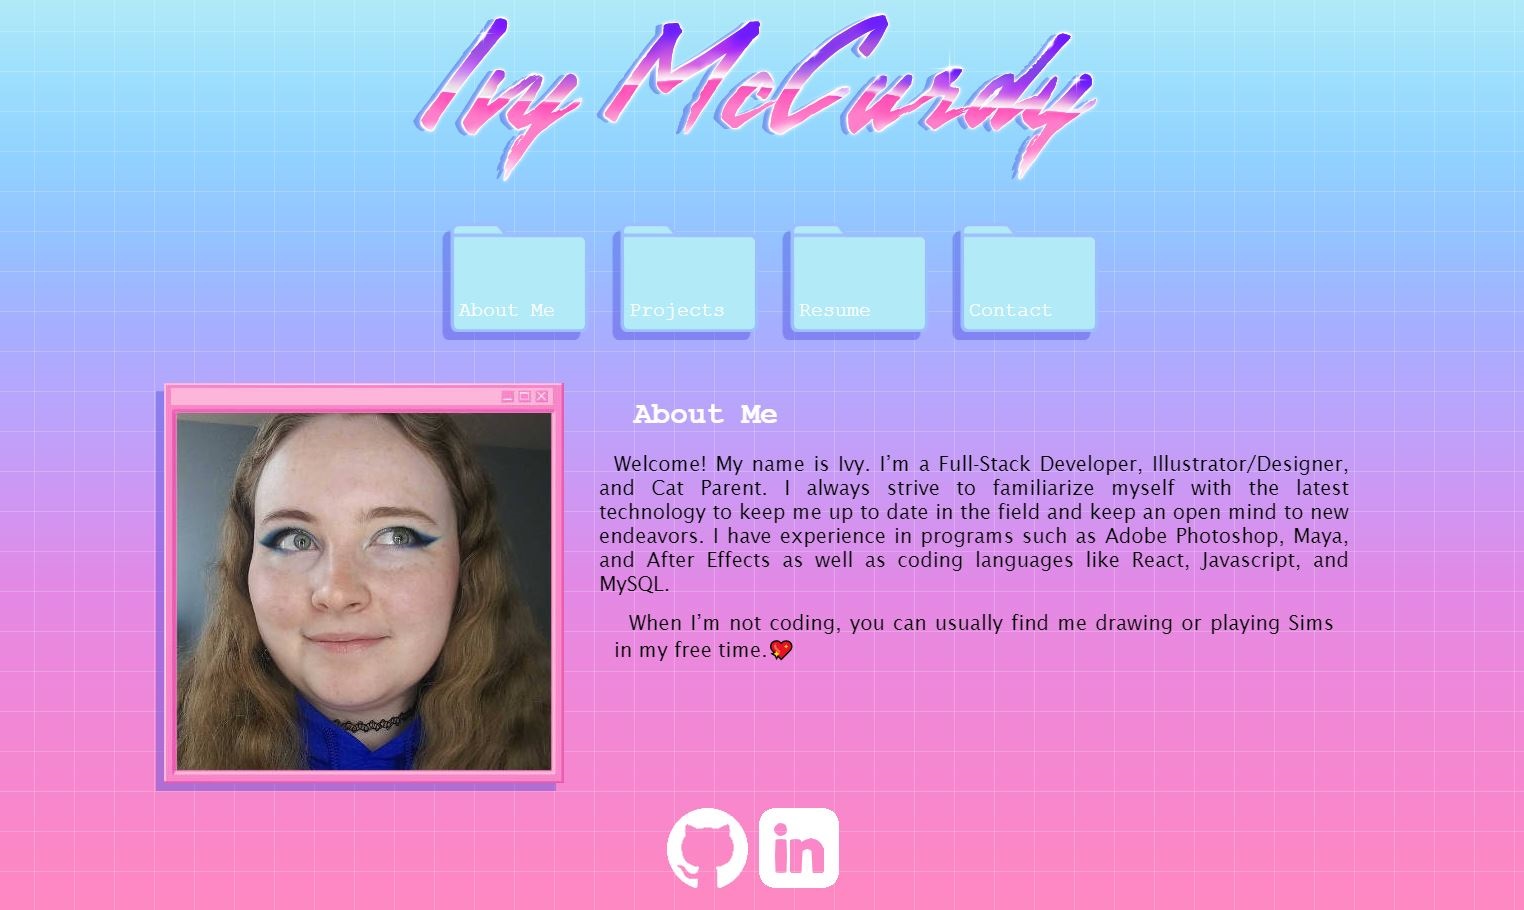 Ivy McCurdy
About Me
Projects
Resume
Contact
About Me
Welcome! My name is Ivy. I'm a Full-Stack Developer, Illustrator/Designer,
and Cat Parent. I always strive to familiarize myself with the latest
technology to keep me up to date in the field and keep an open mind to new
endeavors. I have experience in programs such as Adobe Photoshop, Maya,
and After Effects as well as coding languages like React, Javascript, and
MySQL.
When I'm not coding, you can usually find me drawing or playing Sims
in my free time.💖
in